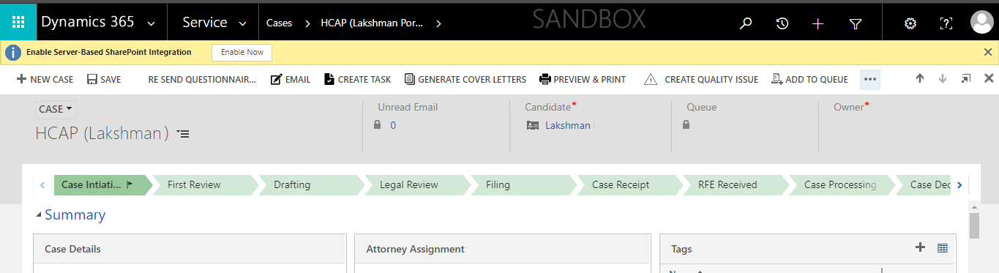 Dynamics 365 Service Cases HCAP (Lakshman Por... SANDBOX
Enable Server-Based SharePoint Integration Enable Now
NEW CASE SAVE RE SEND QUESTIONNAIR... EMAIL CREATE TASK GENERATE COVER LETTERS PREVIEW & PRINT CREATE QUALITY ISSUE ADD TO QUEUE ...
CASE Unread Email Candidate* Queue Owner*
0 Lakshman
HCAP (Lakshman )
Case Intiati... First Review Drafting Legal Review Filing Case Receipt RFE Received Case Processing Case Dec
Summary
Case Details Attorney Assignment Tags